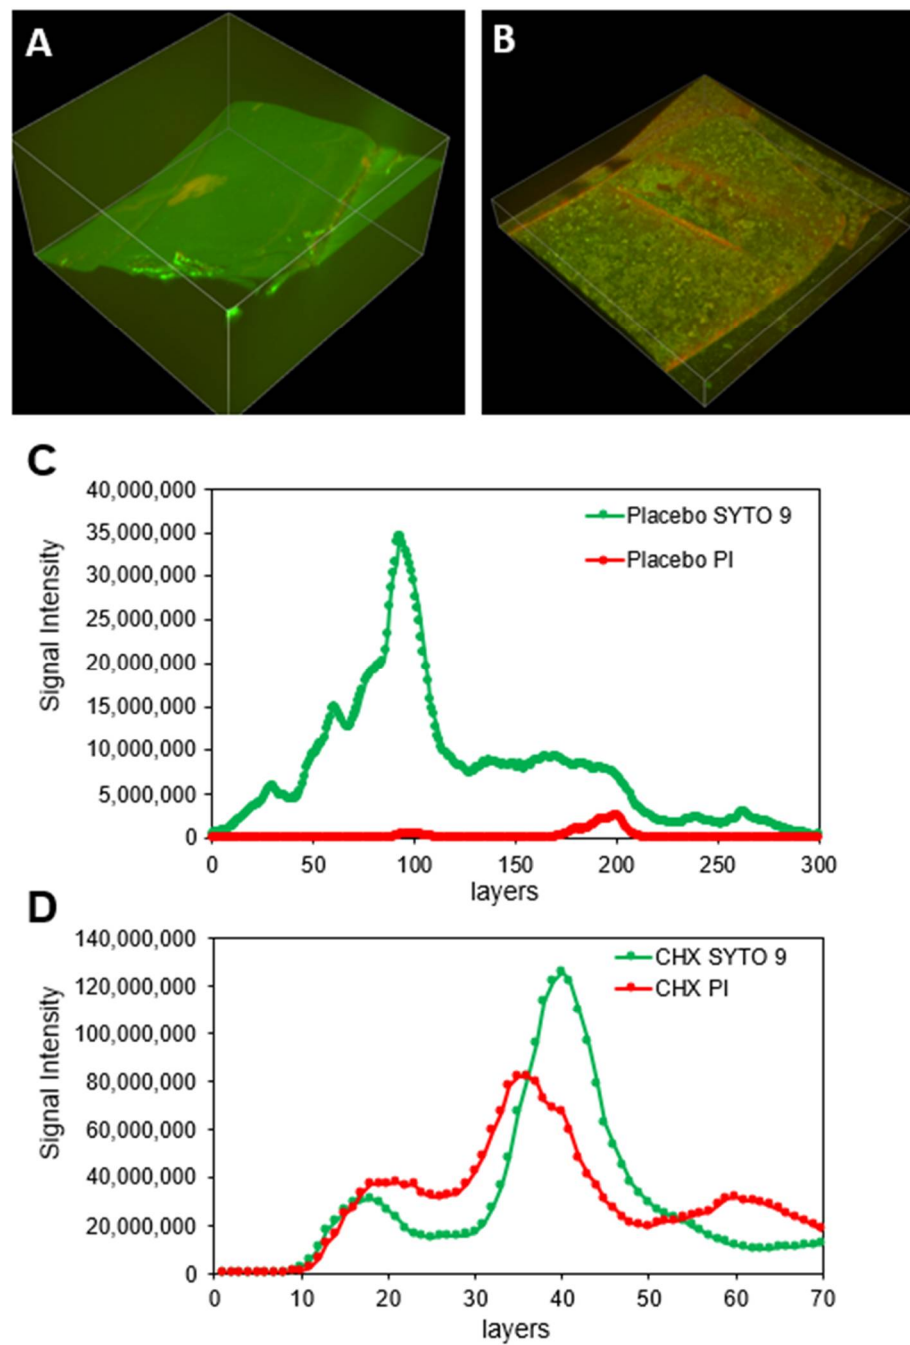 A
B
C
40,000,000
35,000,000
30,000,000
25,000,000
20,000,000
15,000,000
10,000,000
5,000,000
0
Signal Intensity
Placebo SYTO 9
Placebo PI
0 50 100 150 200 250 300
layers
D
140,000,000
120,000,000
100,000,000
80,000,000
60,000,000
40,000,000
20,000,000
0
Signal Intensity
CHX SYTO 9
CHX PI
0 10 20 30 40 50 60 70
layers